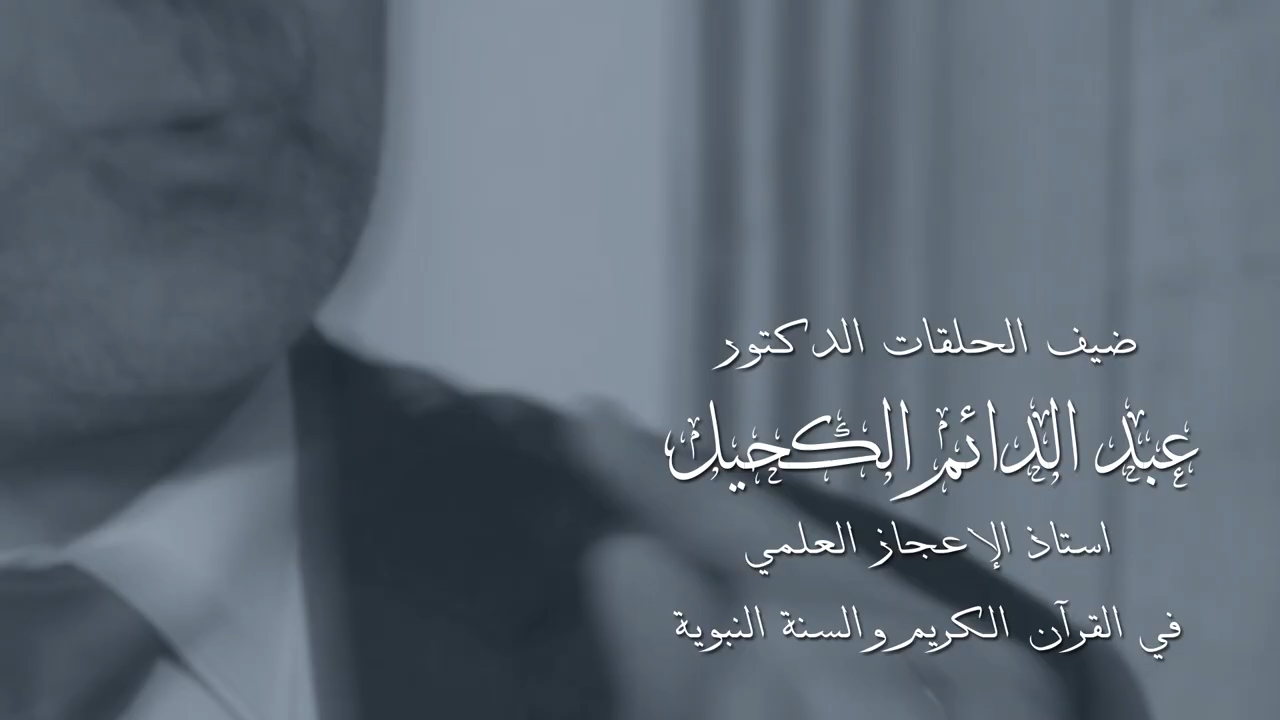 ضيف الحلقات الدكتور
عبد الدائم الكحيل
استاذ الإعجاز العلمي
في القرآن الكريم والسنة النبوية